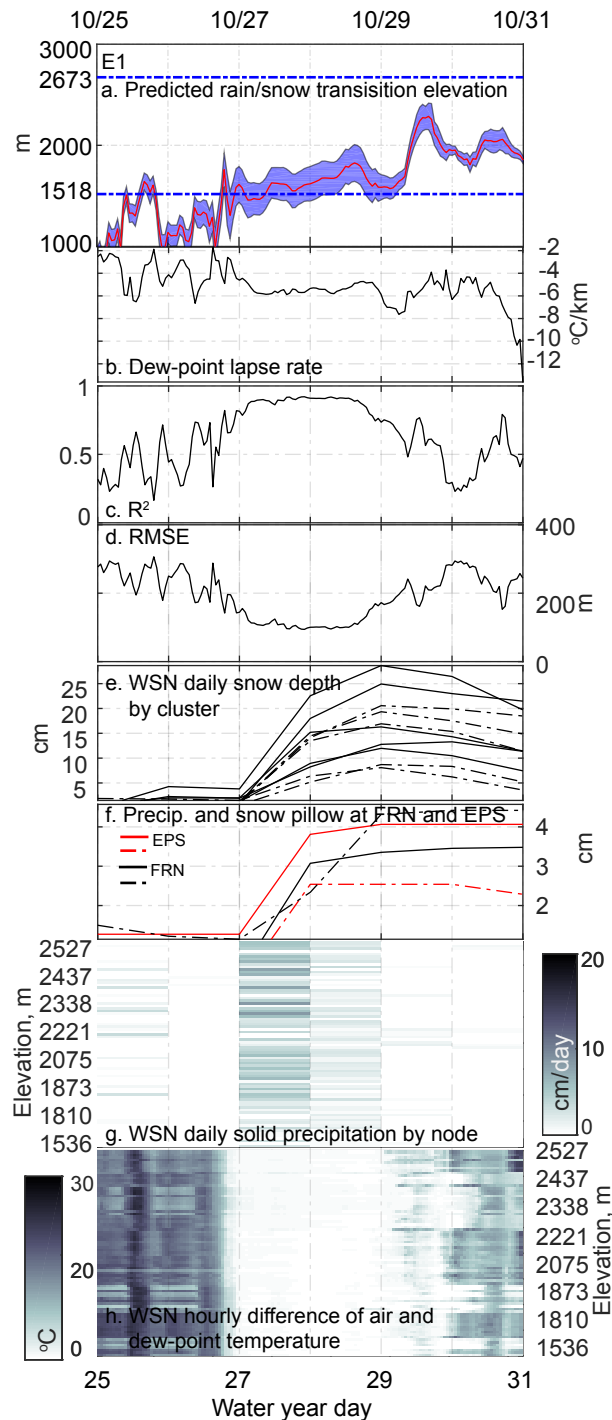 10/25 10/27 10/29 10/31
3000
E1
2673
a. Predicted rain/snow transisition elevation
m
2000
1518
1000
-2
-4
-6
-8
-10
-12
oC/km
b. Dew-point lapse rate
1
0.5
0
c. R2
d. RMSE
400
200
0
m
e. WSN daily snow depth
by cluster
25
20
15
10
5
cm
f. Precip. and snow pillow at FRN and EPS
EPS
FRN
4
3
2
cm
2527
2437
2338
2221
2075
1873
1810
1536
Elevation, m
20
10
0
cm/day
g. WSN daily solid precipitation by node
30
20
0
oC
2527
2437
2338
2221
2075
1873
1810
1536
Elevation, m
h. WSN hourly difference of air and
dew-point temperature
25 27 29 31
Water year day